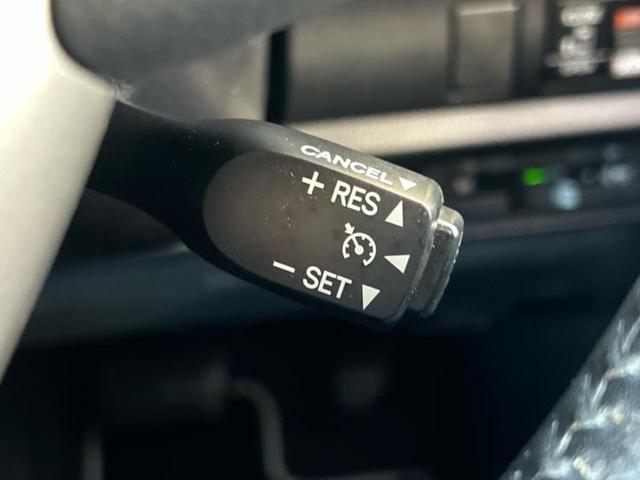 CANCEL ▼
+ RES ▲
◀
− SET ▼